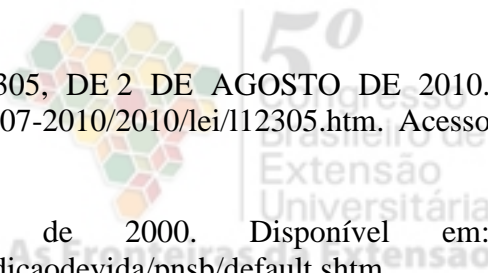 305, DE 2 DE AGOSTO DE 2010.
07-2010/2010/lei/l12305.htm. Acesso
de 2000. Disponível em:
dicaodevida/pnsb/default.shtm
5º
Congresso
Brasileiro de
Extensão
Universitária
As Fronteiras da Extensão